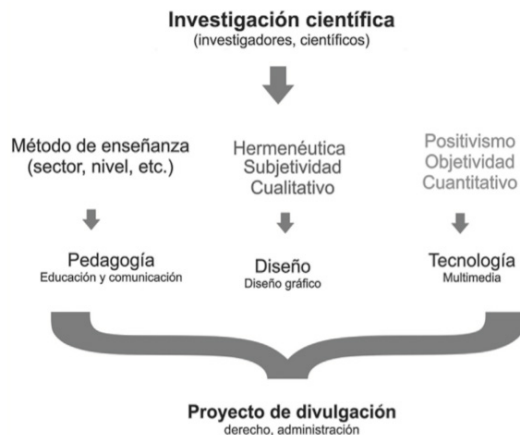 Investigación científica
(investigadores, científicos)
Método de enseñanza
(sector, nivel, etc.)
Hermenéutica
Subjetividad
Cualitativo
Positivismo
Objetividad
Cuantitativo
Pedagogía
Educación y comunicación
Diseño
Diseño gráfico
Tecnología
Multimedia
Proyecto de divulgación
derecho, administración